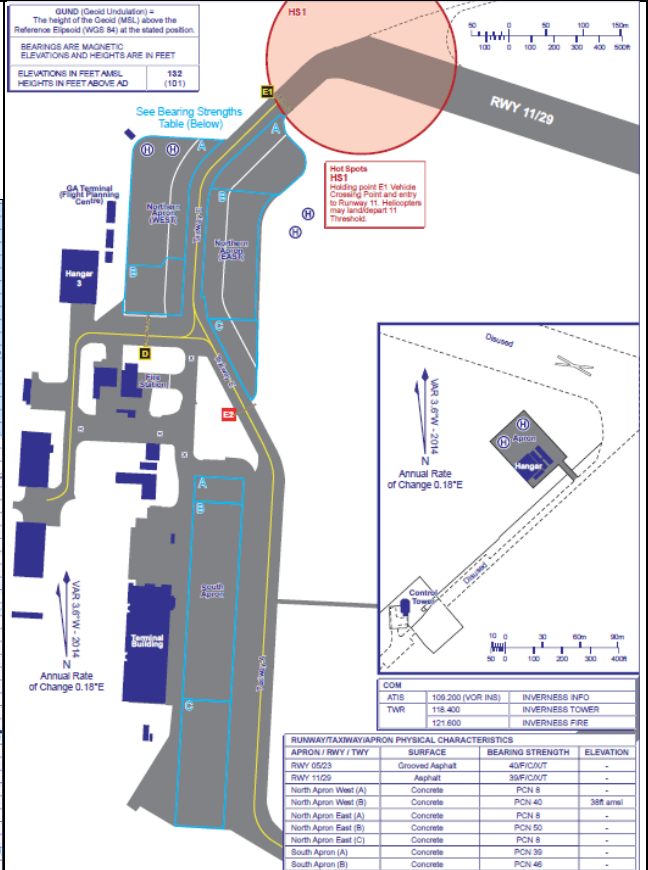 GUND (Geoid Undulation) =
The height of the Geoid (MSL) above the
Reference Elipsoid (WGS 84) at the stated position.
BEARINGS ARE MAGNETIC
ELEVATIONS AND HEIGHTS ARE IN FEET
ELEVATIONS IN FEET AMSL 132
HEIGHTS IN FEET ABOVE AD (101)
HS1
50 0 50 100 150m
100 0 100 200 300 400 500ft
RWY 11/29
E1
See Bearing Strengths
Table (Below)
A
A
H
H
Hot Spots
HS1
Holding point E1 Vehicle
Crossing Point and entry
to Runway 11. Helicopters
may land/depart 11
Threshold.
GA Terminal
(Flight Planning
Centre)
Northern
Apron
(WEST)
Taxiway E
B
H
H
Northern
Apron
(EAST)
Hangar
3
B
C
D
X
Fire
Station
Taxiway E
E2
X
X
X
A
B
South
Apron
Terminal
Building
C
VAR 3.6°W - 2014
N
Annual Rate
of Change 0.18°E
Disused
VAR 3.6°W - 2014
N
Annual Rate
of Change 0.18°E
H
H
Apron
Hangar
Disused
Control
Tower
10 0 30 60m 90m
50 0 100 200 300 400ft
COM
ATIS 109.200 (VOR INS) INVERNESS INFO
TWR 118.400 INVERNESS TOWER
121.600 INVERNESS FIRE
RUNWAY/TAXIWAY/APRON PHYSICAL CHARACTERISTICS
APRON / RWY / TWY SURFACE BEARING STRENGTH ELEVATION
RWY 05/23 Grooved Asphalt 40/F/C/X/T -
RWY 11/29 Asphalt 39/F/C/X/T -
North Apron West (A) Concrete PCN 8 -
North Apron West (B) Concrete PCN 40 38ft amsl
North Apron East (A) Concrete PCN 8 -
North Apron East (B) Concrete PCN 50 -
North Apron East (C) Concrete PCN 8 -
South Apron (A) Concrete PCN 39 -
South Apron (B) Concrete PCN 46 -